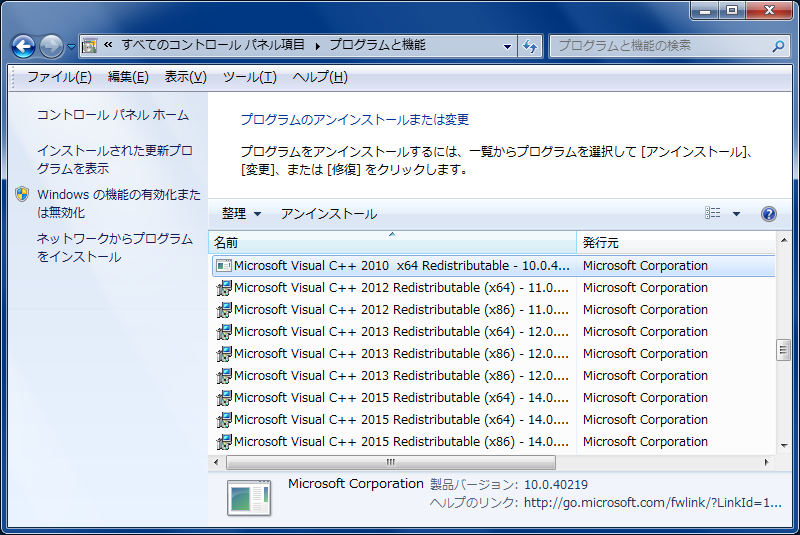 « すべてのコントロール パネル項目 ▸ プログラムと機能
プログラムと機能の検索
ファイル(F) 編集(E) 表示(V) ツール(T) ヘルプ(H)
コントロール パネル ホーム
インストールされた更新プロ
グラムを表示
Windows の機能の有効化また
は無効化
ネットワークからプログラム
をインストール
プログラムのアンインストールまたは変更
プログラムをアンインストールするには、一覧からプログラムを選択して [アンインストール]、
[変更]、または [修復] をクリックします。
整理 ▼ アンインストール
名前 発行元
Microsoft Visual C++ 2010  x64 Redistributable - 10.0.4... Microsoft Corporation
Microsoft Visual C++ 2012 Redistributable (x64) - 11.0.... Microsoft Corporation
Microsoft Visual C++ 2012 Redistributable (x86) - 11.0.... Microsoft Corporation
Microsoft Visual C++ 2013 Redistributable (x64) - 12.0.... Microsoft Corporation
Microsoft Visual C++ 2013 Redistributable (x86) - 12.0.... Microsoft Corporation
Microsoft Visual C++ 2013 Redistributable (x86) - 12.0.... Microsoft Corporation
Microsoft Visual C++ 2015 Redistributable (x64) - 14.0.... Microsoft Corporation
Microsoft Visual C++ 2015 Redistributable (x64) - 14.0.... Microsoft Corporation
Microsoft Visual C++ 2015 Redistributable (x86) - 14.0.... Microsoft Corporation
Microsoft Corporation 製品バージョン: 10.0.40219
ヘルプのリンク: http://go.microsoft.com/fwlink/?LinkId=1...